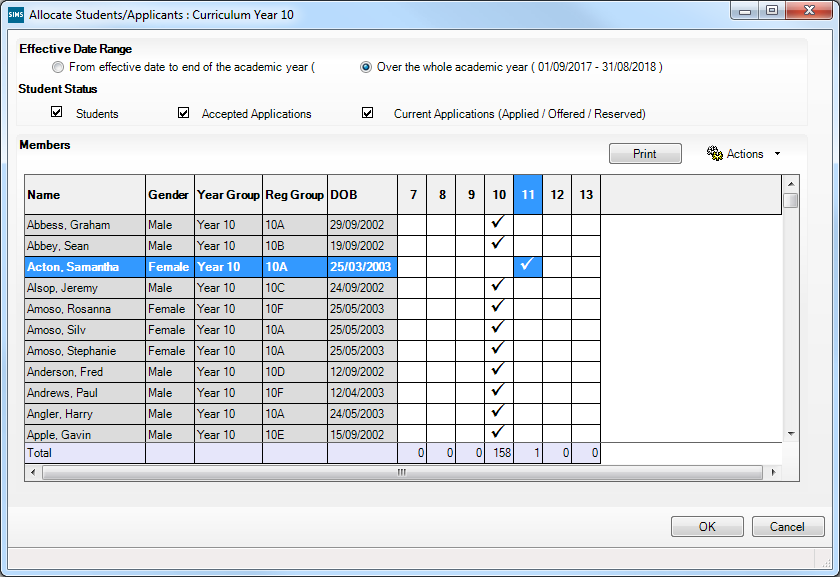 SIMS Allocate Students/Applicants : Curriculum Year 10
Effective Date Range
From effective date to end of the academic year ( Over the whole academic year ( 01/09/2017 - 31/08/2018 )
Student Status
Students Accepted Applications Current Applications (Applied / Offered / Reserved)
Members
Print Actions
Name Gender Year Group Reg Group DOB 7 8 9 10 11 12 13
Abbess, Graham Male Year 10 10A 29/09/2002
Abbey, Sean Male Year 10 10B 19/09/2002
Acton, Samantha Female Year 10 10A 25/03/2003
Alsop, Jeremy Male Year 10 10C 24/09/2002
Amoso, Rosanna Female Year 10 10F 25/05/2003
Amoso, Silv Female Year 10 10A 25/05/2003
Amoso, Stephanie Female Year 10 10A 25/05/2003
Anderson, Fred Male Year 10 10D 12/09/2002
Andrews, Paul Male Year 10 10F 12/04/2003
Angler, Harry Male Year 10 10A 24/05/2003
Apple, Gavin Male Year 10 10E 15/09/2002
Total 0 0 0 158 1 0 0
OK Cancel